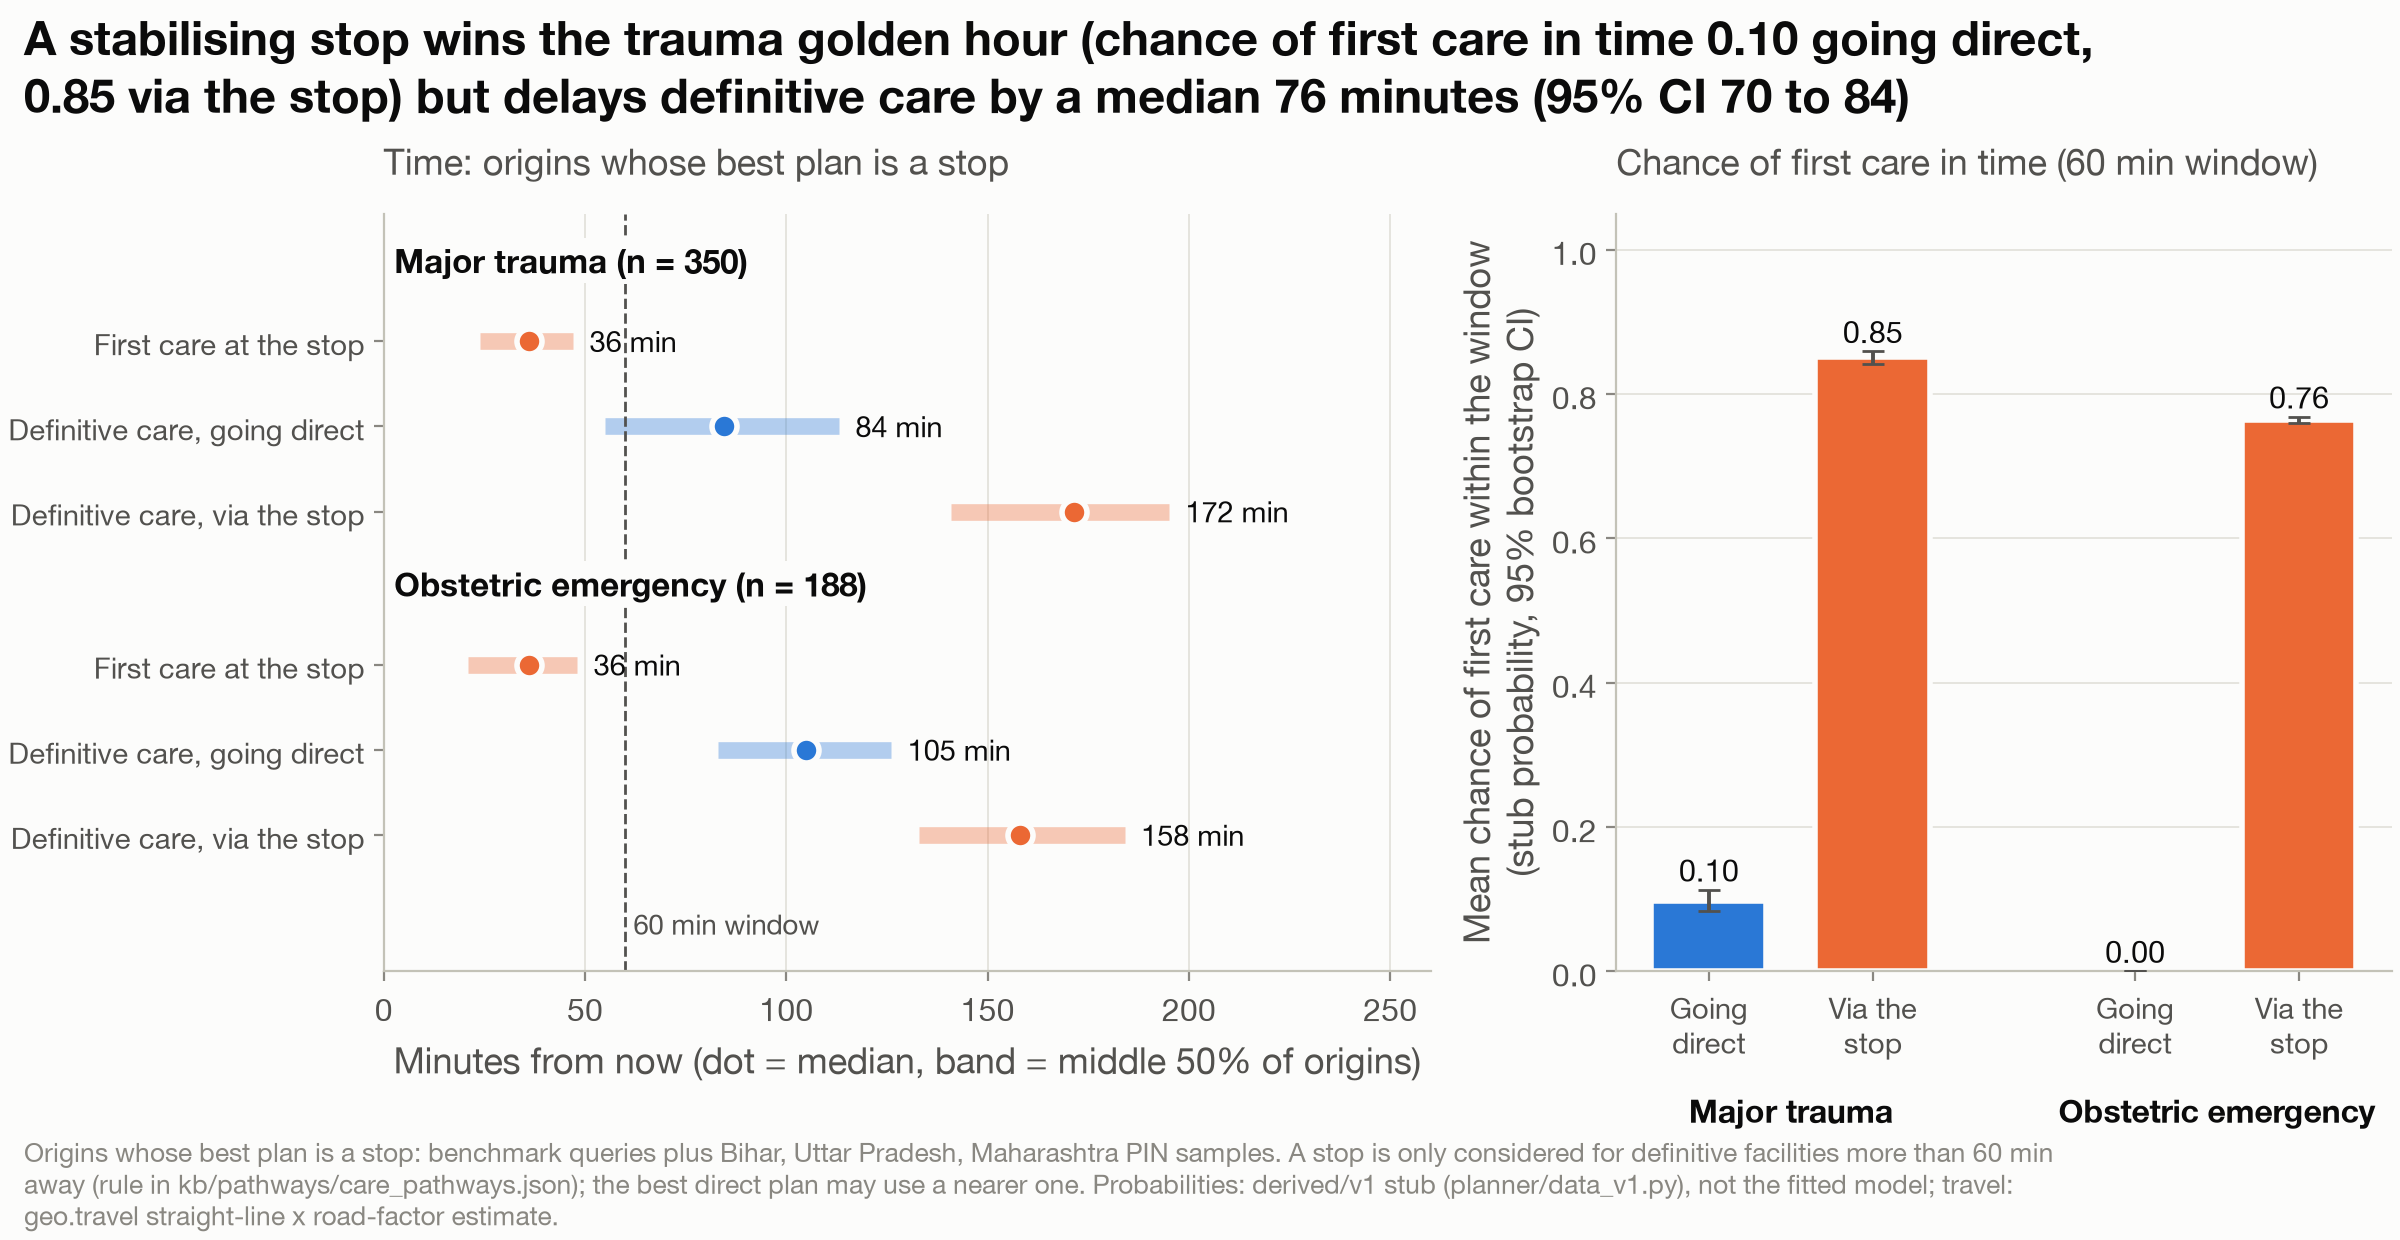 A stabilising stop wins the trauma golden hour (chance of first care in time 0.10 going direct,
0.85 via the stop) but delays definitive care by a median 76 minutes (95% CI 70 to 84)
Time: origins whose best plan is a stop
Major trauma (n = 350)
First care at the stop
36 min
Definitive care, going direct
84 min
Definitive care, via the stop
172 min
Obstetric emergency (n = 188)
First care at the stop
36 min
Definitive care, going direct
105 min
Definitive care, via the stop
158 min
60 min window
0
50
100
150
200
250
Minutes from now (dot = median, band = middle 50% of origins)
Chance of first care in time (60 min window)
Mean chance of first care within the window
(stub probability, 95% bootstrap CI)
1.0
0.8
0.6
0.4
0.2
0.0
0.10
0.85
0.00
0.76
Going
direct
Via the
stop
Going
direct
Via the
stop
Major trauma
Obstetric emergency
Origins whose best plan is a stop: benchmark queries plus Bihar, Uttar Pradesh, Maharashtra PIN samples. A stop is only considered for definitive facilities more than 60 min
away (rule in kb/pathways/care_pathways.json); the best direct plan may use a nearer one. Probabilities: derived/v1 stub (planner/data_v1.py), not the fitted model; travel:
geo.travel straight-line x road-factor estimate.